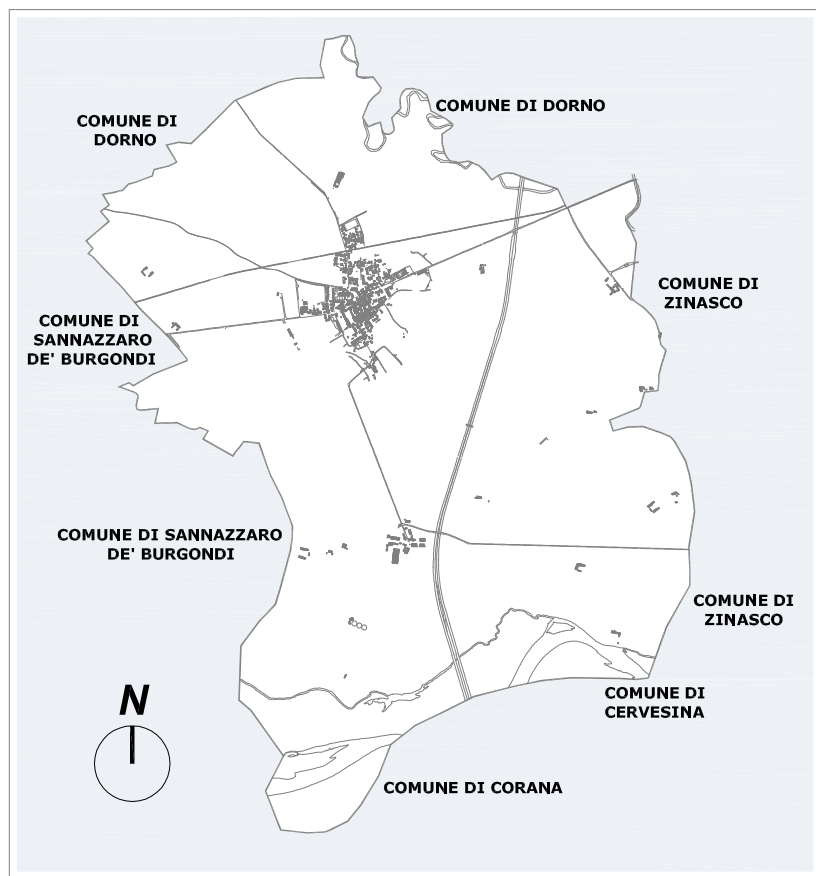 COMUNE DI DORNO
COMUNE DI
DORNO
COMUNE DI
ZINASCO
COMUNE DI
SANNAZZARO
DE' BURGONDI
COMUNE DI SANNAZZARO
DE' BURGONDI
COMUNE DI
ZINASCO
N
COMUNE DI
CERVESINA
COMUNE DI CORANA